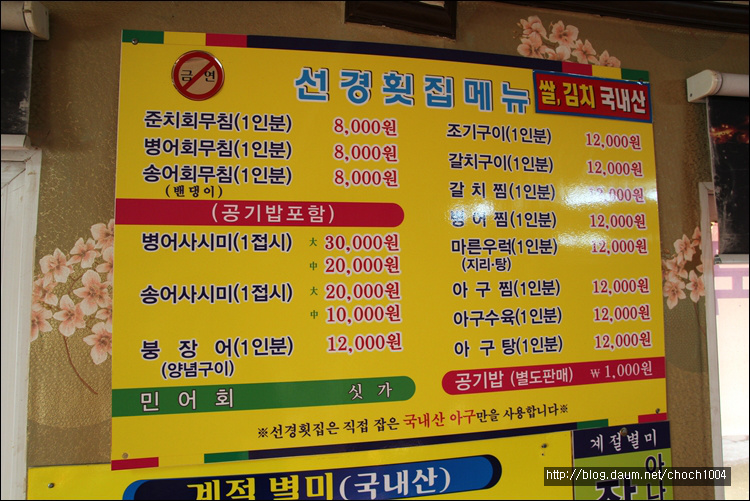 금연
선경횟집메뉴
쌀,김치 국내산
준치회무침(1인분) 8,000원
병어회무침(1인분) 8,000원
송어회무침(1인분) 8,000원
(밴댕이)
(공기밥포함)
병어사시미(1접시) 大 30,000원
中 20,000원
송어사시미(1접시) 大 20,000원
中 10,000원
붕장어(1인분) 12,000원
(양념구이)
민어회 싯가
조기구이(1인분) 12,000원
갈치구이(1인분) 12,000원
갈치찜(1인분) 12,000원
병어찜(1인분) 12,000원
마른우럭(1인분) 12,000원
(지리·탕)
아구찜(1인분) 12,000원
아구수육(1인분) 12,000원
아구탕(1인분) 12,000원
공기밥 (별도판매) ₩1,000원
※선경횟집은 직접 잡은 국내산 아구만을 사용합니다※
계절별미(국내산)
계절별미
http://blog.daum.net/choch1004